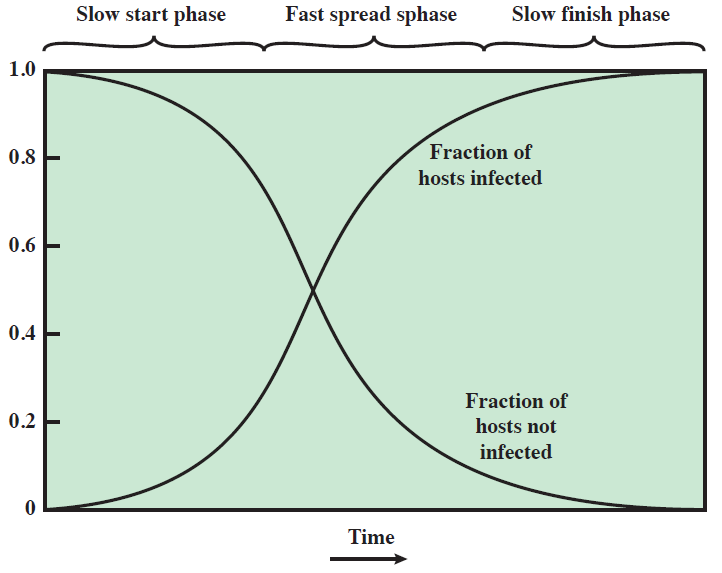 Slow start phase
Fast spread sphase
Slow finish phase
1.0
0.8
0.6
0.4
0.2
0
Fraction of
hosts infected
Fraction of
hosts not
infected
Time